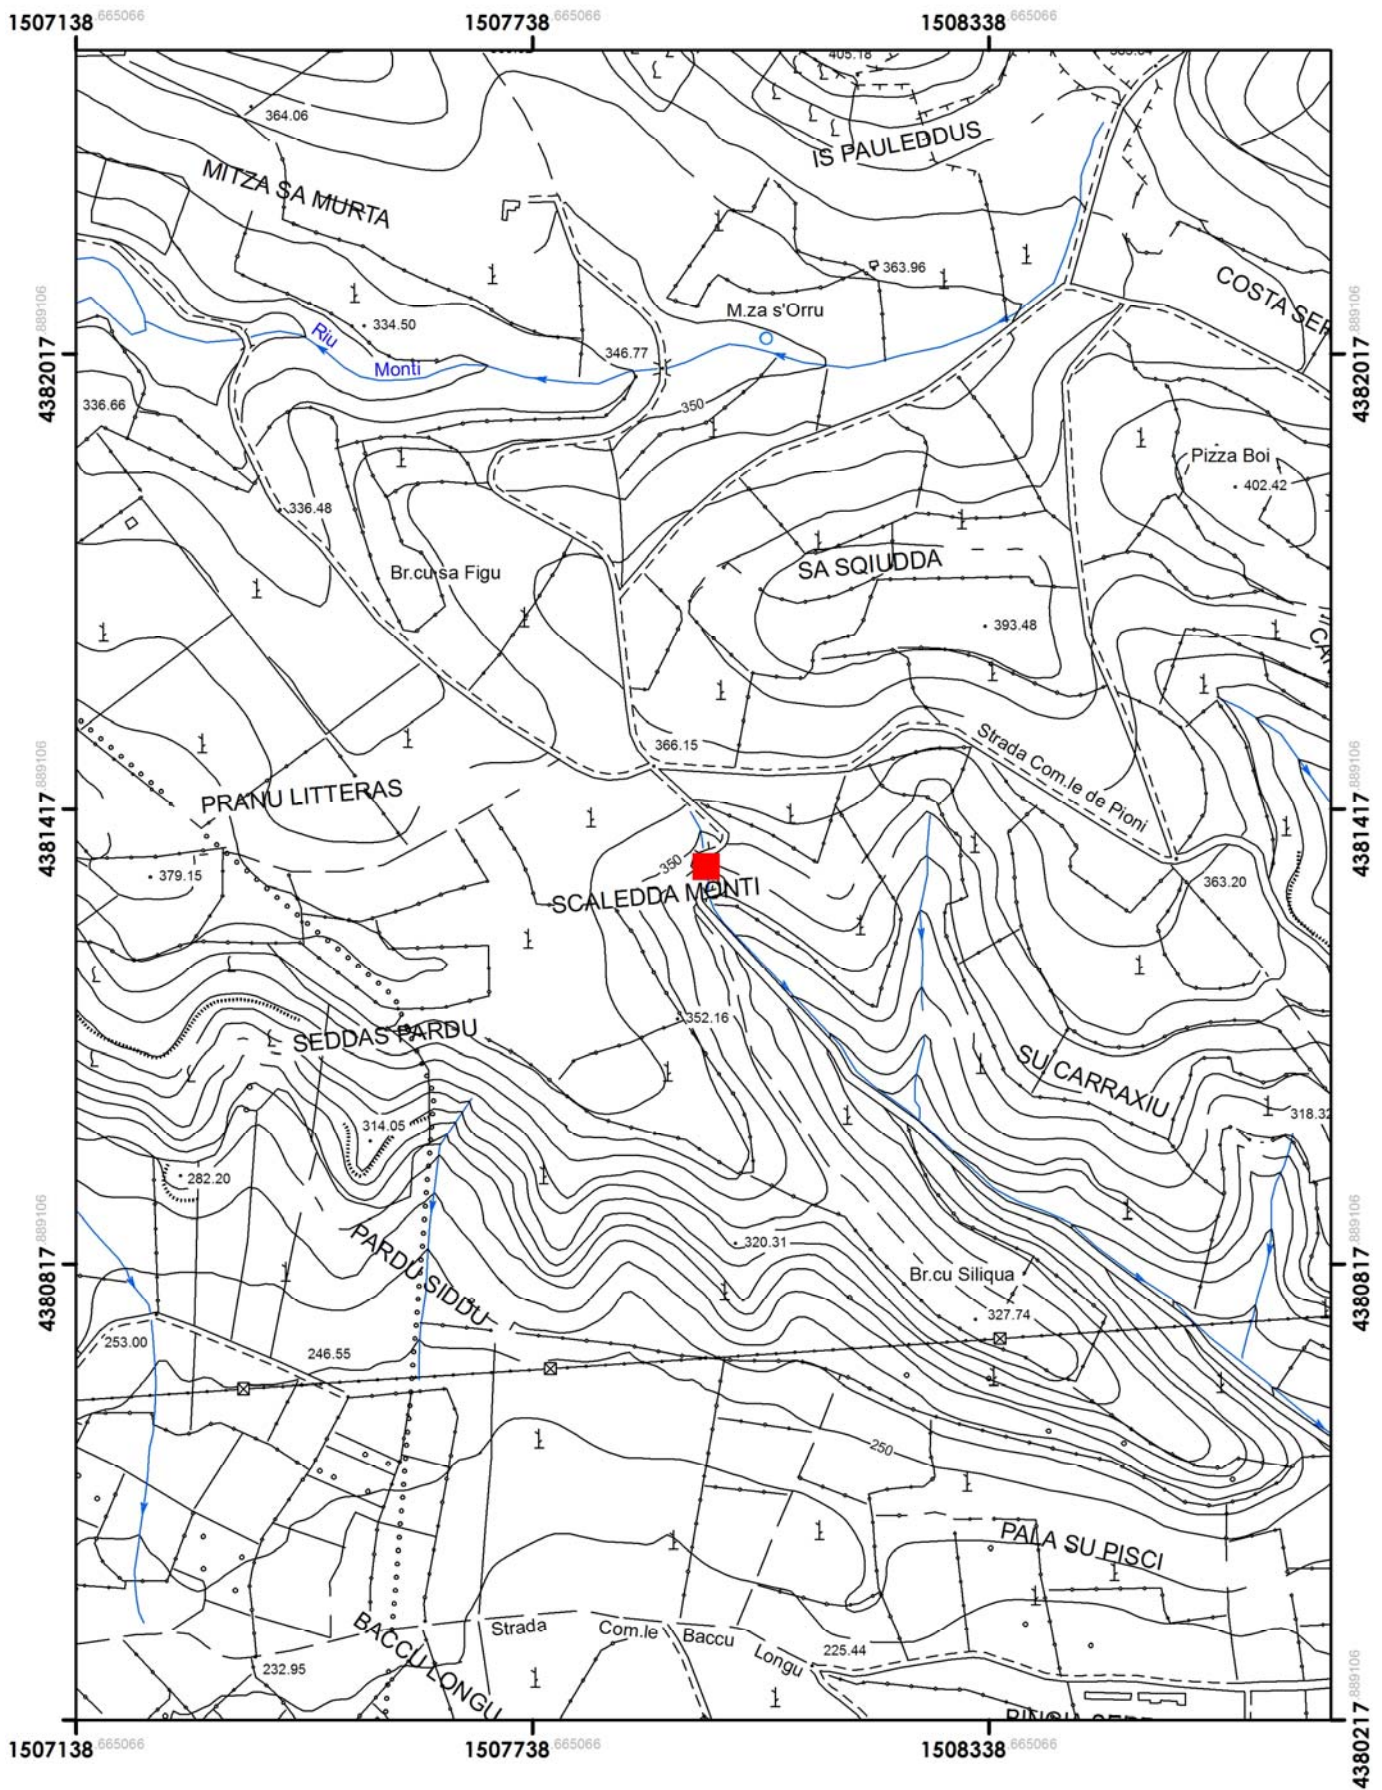 1507138.665066
1507738.665066
1508338.665066
405.18
364.06
IS PAULEDDUS
MITZA SA MURTA
363.96
COSTA SER
M.za s'Orru
4382017.889106
4382017.889106
334.50
Riu
Monti
346.77
336.66
350
Pizza Boi
402.42
336.48
SA SQIUDDA
Br.cu sa Figu
393.48
366.15
Strada Com.le de Pioni
PRANU LITTERAS
4381417.889106
4381417.889106
350
379.15
363.20
SCALEDDA MONTI
352.16
SEDDAS PARDU
SU CARRAXIU
314.05
318.32
282.20
PARDU SIDDU
320.31
4380817.889106
4380817.889106
Br.cu Siliqua
327.74
253.00
246.55
250
PALA SU PISCI
BACCU LONGU
Strada Com.le Baccu Longu
225.44
232.95
4380217.889106
1507138.665066
1507738.665066
1508338.665066